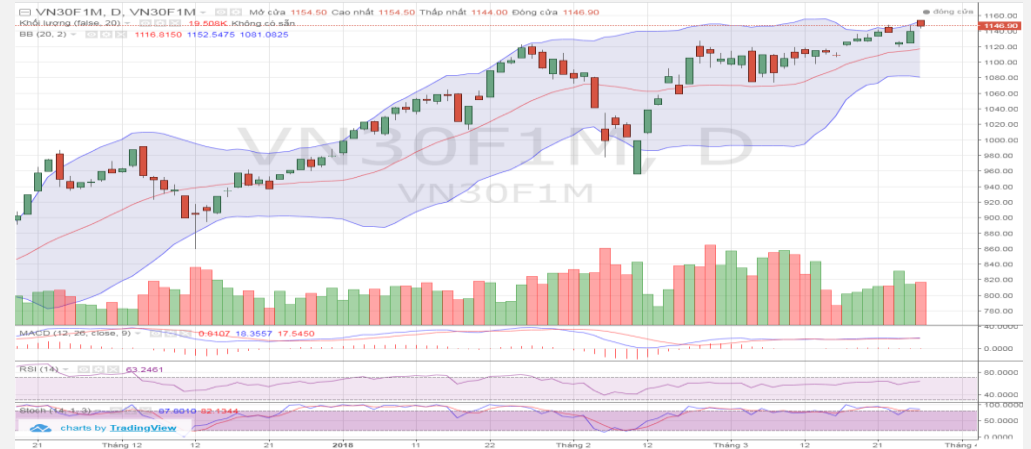 VN30F1M, D, VN30F1M Mở cửa 1154.50 Cao nhất 1154.50 Thấp nhất 1144.00 Đóng cửa 1146.90
đóng cửa
Khối lượng (false, 20) 19.508K Không có sẵn
BB (20, 2) 1116.8150 1152.5475 1081.0825
1160.00
1146.90
1140.00
1120.00
1100.00
1080.00
1060.00
1040.00
1020.00
1000.00
980.00
960.00
940.00
920.00
900.00
880.00
860.00
840.00
820.00
800.00
780.00
VN30F1M, D
VN30F1M
MACD (12, 26, close, 9) 0.8107 18.3557 17.5450
40.0000
0.0000
RSI (14) 63.2461
80.0000
40.0000
Stoch (14, 1, 3) 87.8010 82.1344
100.0000
50.0000
0.0000
charts by TradingView
21 Tháng 12 12 21 2018 11 22 Tháng 2 12 Tháng 3 12 21